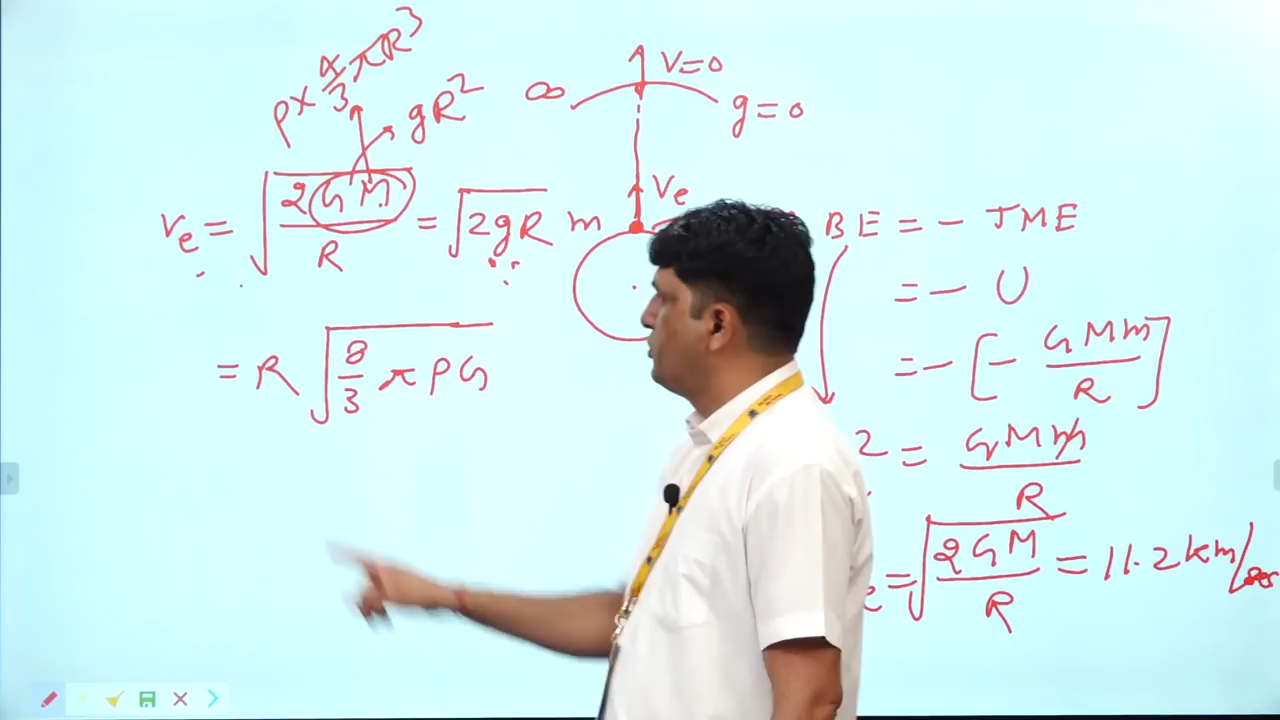 ρ × 4/3 πR³
gR²
∞
V=0
g=0
vₑ = √(2GM/R) = √(2gR)
m
Vₑ
= R √(8/3 πρG)
BE = - TME
= - U
= - [- GMm/R]
2 = GMm/R
e = √(2GM/R) = 11.2 km/sec